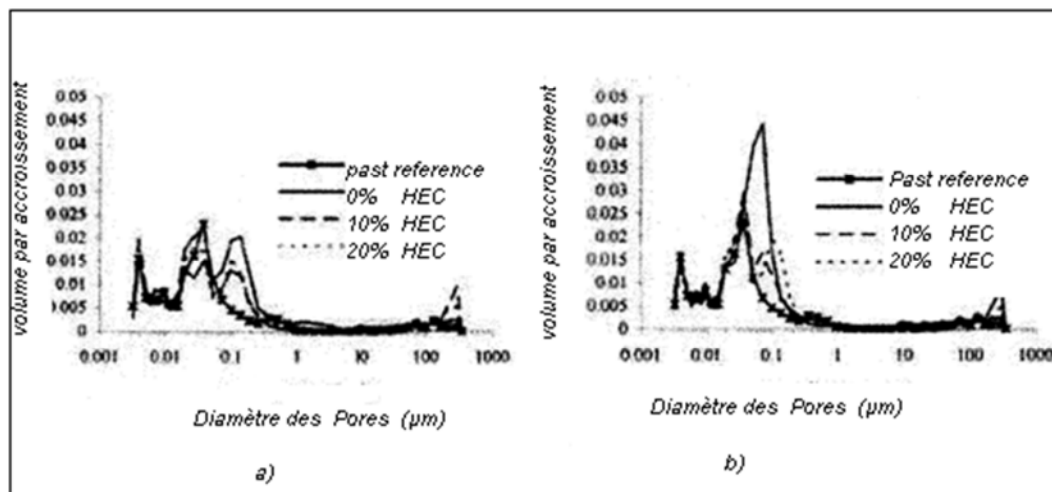 volume par accroissement
0.05
0.045
0.04
0.035
0.03
0.025
0.02
0.015
0.01
0.005
0
past reference
0% HEC
10% HEC
20% HEC
0.001 0.01 0.1 1 10 100 1000
Diamètre des Pores (µm)
a)
volume par accroissement
0.05
0.045
0.04
0.035
0.03
0.025
0.02
0.015
0.01
0.005
0
Past reference
0% HEC
10% HEC
20% HEC
0.001 0.01 0.1 1 10 100 1000
Diamètre des Pores (µm)
b)